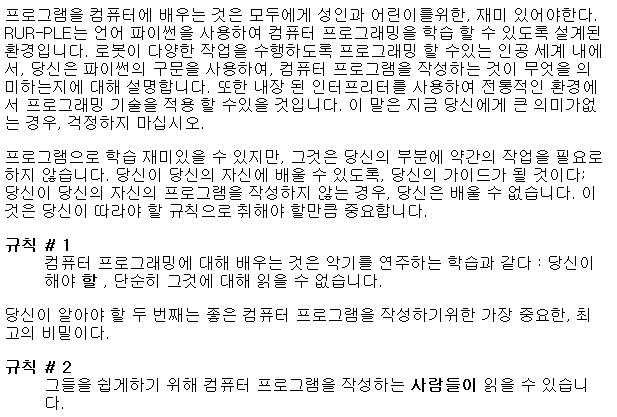 프로그램을 컴퓨터에 배우는 것은 모두에게 성인과 어린이를위한, 재미 있어야한다.
RUR-PLE는 언어 파이썬을 사용하여 컴퓨터 프로그래밍을 학습 할 수 있도록 설계된
환경입니다. 로봇이 다양한 작업을 수행하도록 프로그래밍 할 수있는 인공 세계 내에
서, 당신은 파이썬의 구문을 사용하여, 컴퓨터 프로그램을 작성하는 것이 무엇을 의
미하는지에 대해 설명합니다. 또한 내장 된 인터프리터를 사용하여 전통적인 환경에
서 프로그래밍 기술을 적용 할 수있을 것입니다. 이 말은 지금 당신에게 큰 의미가없
는 경우, 걱정하지 마십시오.
프로그램으로 학습 재미있을 수 있지만, 그것은 당신의 부분에 약간의 작업을 필요로
하지 않습니다. 당신이 당신의 자신에 배울 수 있도록, 당신의 가이드가 될 것이다;
당신이 당신의 자신의 프로그램을 작성하지 않는 경우, 당신은 배울 수 없습니다. 이
것은 당신이 따라야 할 규칙으로 취해야 할만큼 중요합니다.
규칙 # 1
컴퓨터 프로그래밍에 대해 배우는 것은 악기를 연주하는 학습과 같다 : 당신이
해야 할 , 단순히 그것에 대해 읽을 수 없습니다.
당신이 알아야 할 두 번째는 좋은 컴퓨터 프로그램을 작성하기위한 가장 중요한, 최
고의 비밀이다.
규칙 # 2
그들을 쉽게하기 위해 컴퓨터 프로그램을 작성하는 사람들이 읽을 수 있습니
다.